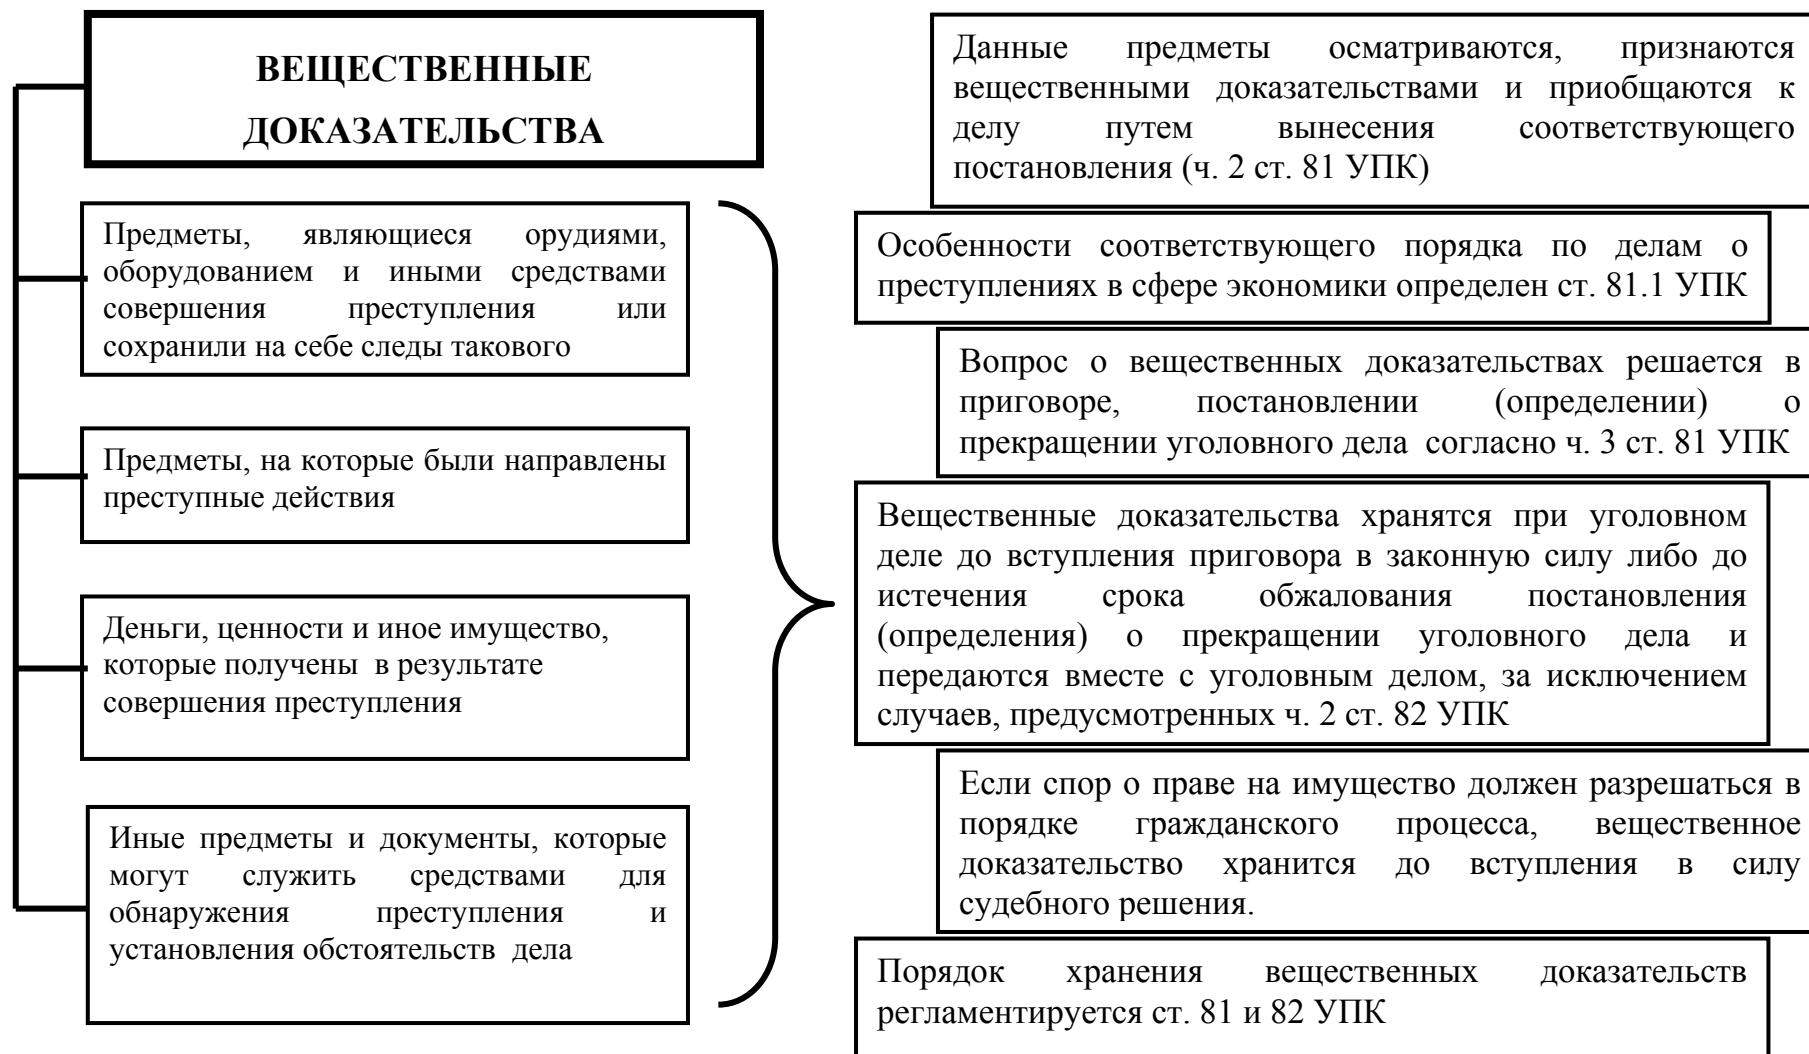 ВЕЩЕСТВЕННЫЕ
ДОКАЗАТЕЛЬСТВА
Предметы, являющиеся орудиями,
оборудованием и иными средствами
совершения преступления или
сохранили на себе следы такового
Предметы, на которые были направлены
преступные действия
Деньги, ценности и иное имущество,
которые получены в результате
совершения преступления
Иные предметы и документы, которые
могут служить средствами для
обнаружения преступления и
установления обстоятельств дела
Данные предметы осматриваются, признаются
вещественными доказательствами и приобщаются к
делу путем вынесения соответствующего
постановления (ч. 2 ст. 81 УПК)
Особенности соответствующего порядка по делам о
преступлениях в сфере экономики определен ст. 81.1 УПК
Вопрос о вещественных доказательствах решается в
приговоре, постановлении (определении) о
прекращении уголовного дела согласно ч. 3 ст. 81 УПК
Вещественные доказательства хранятся при уголовном
деле до вступления приговора в законную силу либо до
истечения срока обжалования постановления
(определения) о прекращении уголовного дела и
передаются вместе с уголовным делом, за исключением
случаев, предусмотренных ч. 2 ст. 82 УПК
Если спор о праве на имущество должен разрешаться в
порядке гражданского процесса, вещественное
доказательство хранится до вступления в силу
судебного решения.
Порядок хранения вещественных доказательств
регламентируется ст. 81 и 82 УПК